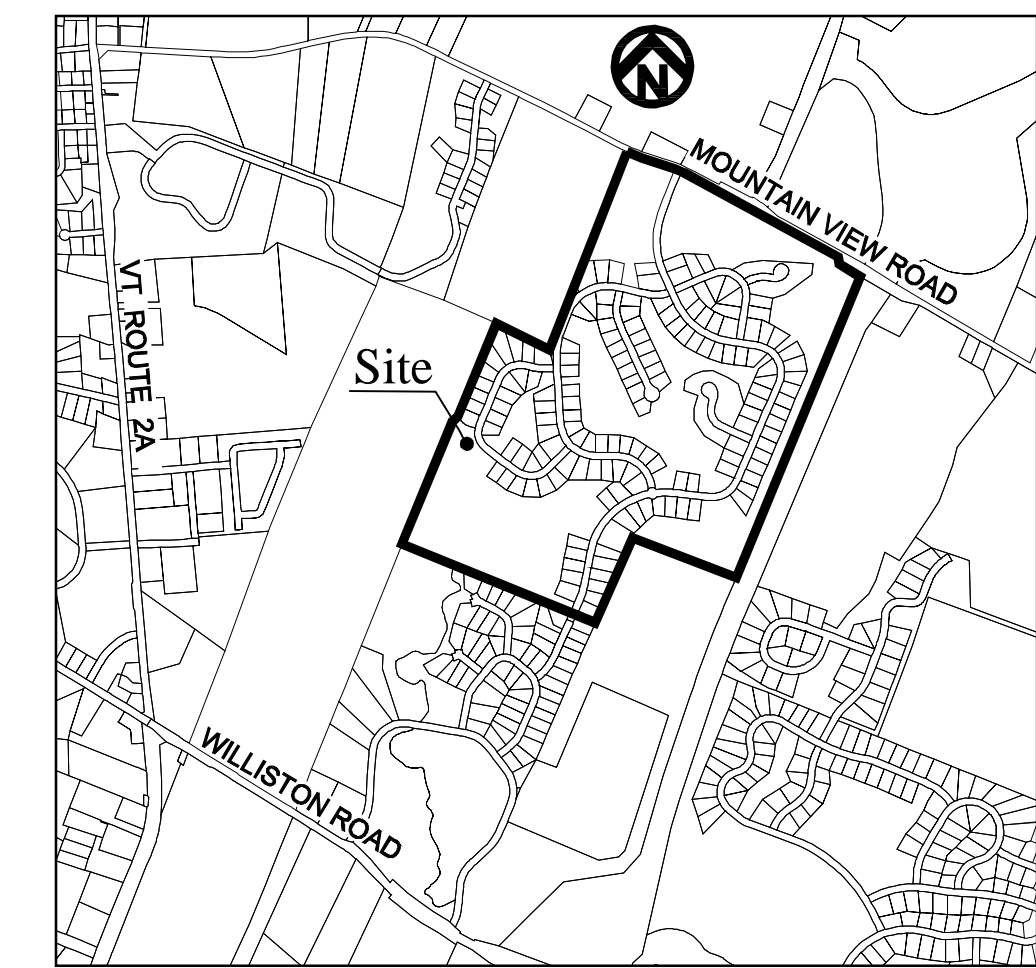 N
MOUNTAIN VIEW ROAD
VT ROUTE 2A
Site
WILLISTON ROAD